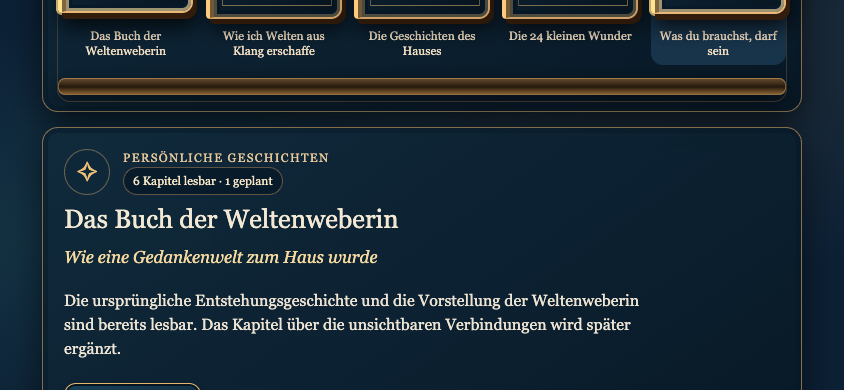 Das Buch der
Weltenweberin
Wie ich Welten aus
Klang erschaffe
Die Geschichten des
Hauses
Die 24 kleinen Wunder
Was du brauchst, darf
sein
PERSÖNLICHE GESCHICHTEN
6 Kapitel lesbar · 1 geplant
Das Buch der Weltenweberin
Wie eine Gedankenwelt zum Haus wurde
Die ursprüngliche Entstehungsgeschichte und die Vorstellung der Weltenweberin
sind bereits lesbar. Das Kapitel über die unsichtbaren Verbindungen wird später
ergänzt.